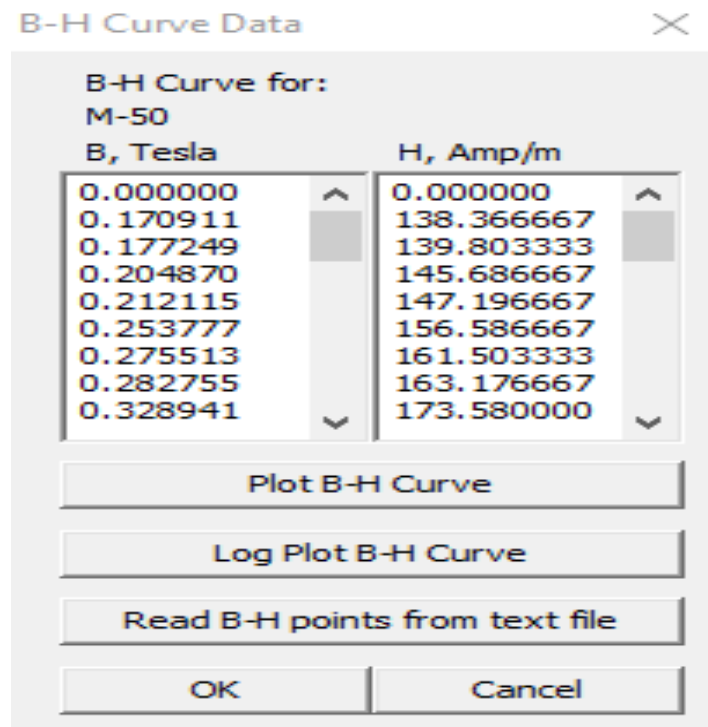 B-H Curve Data
B-H Curve for:
M-50
B, Tesla H, Amp/m
0.000000 0.000000
0.170911 138.366667
0.177249 139.803333
0.204870 145.686667
0.212115 147.196667
0.253777 156.586667
0.275513 161.503333
0.282755 163.176667
0.328941 173.580000
Plot B-H Curve
Log Plot B-H Curve
Read B-H points from text file
OK Cancel